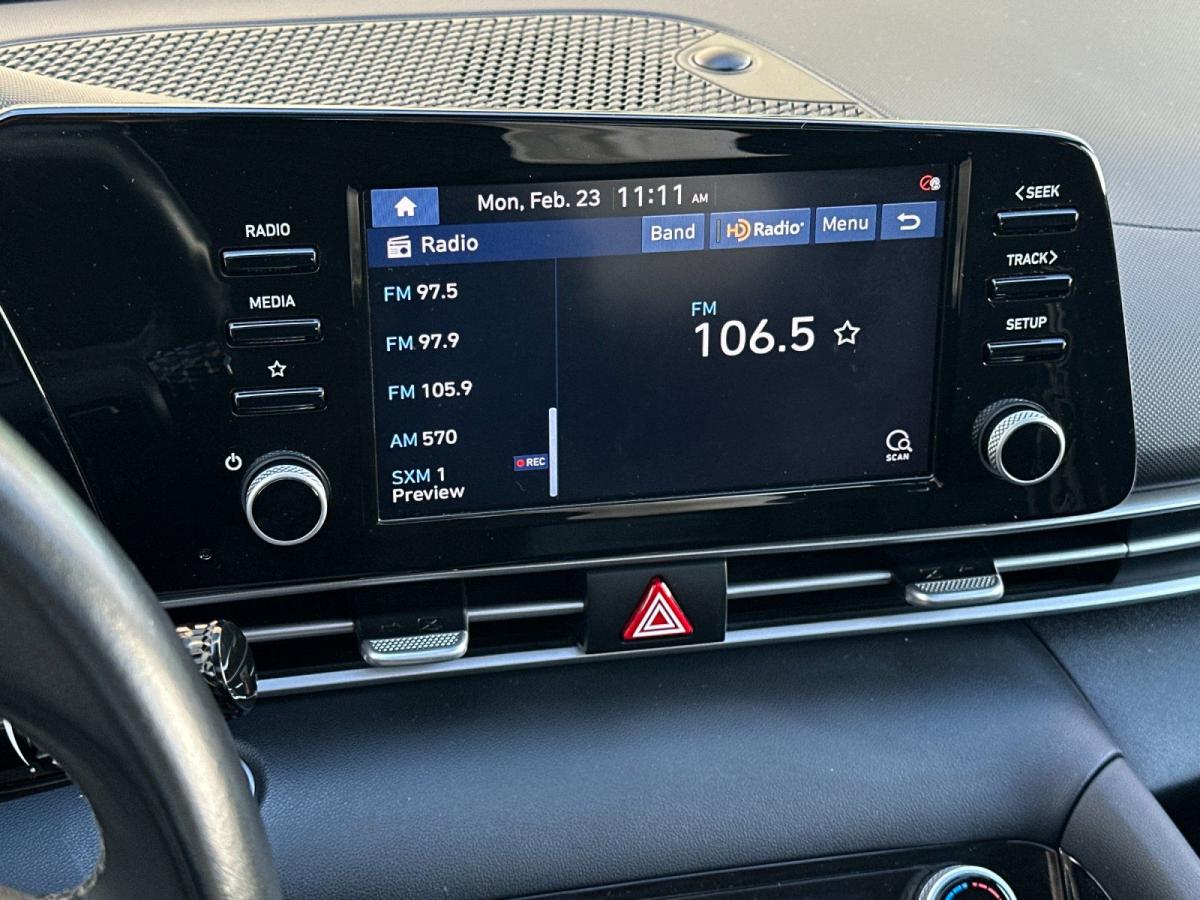 Mon, Feb. 23 11:11 AM
Radio
Band
HD Radio
Menu
FM 97.5
FM 97.9
FM 105.9
AM 570
SXM 1
Preview
REC
FM
106.5
SCAN
RADIO
MEDIA
<SEEK
TRACK>
SETUP